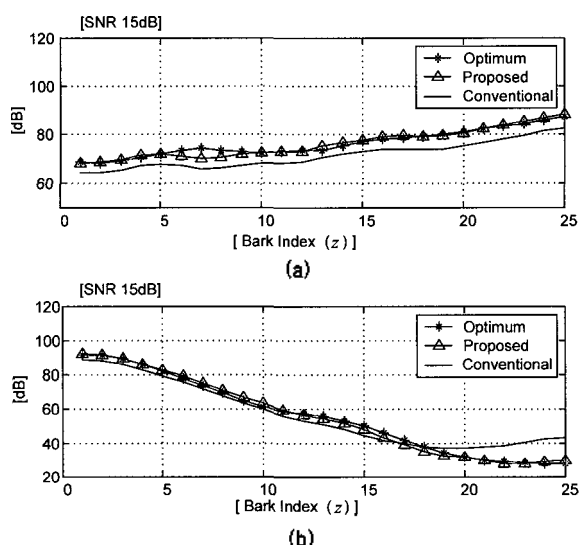 [SNR 15dB]
120
100
80
60
[dB]
Optimum
Proposed
Conventional
0 5 10 15 20 25
[ Bark Index (z) ]
(a)
[SNR 15dB]
120
100
80
60
40
20
[dB]
Optimum
Proposed
Conventional
0 5 10 15 20 25
[ Bark Index (z) ]
(b)